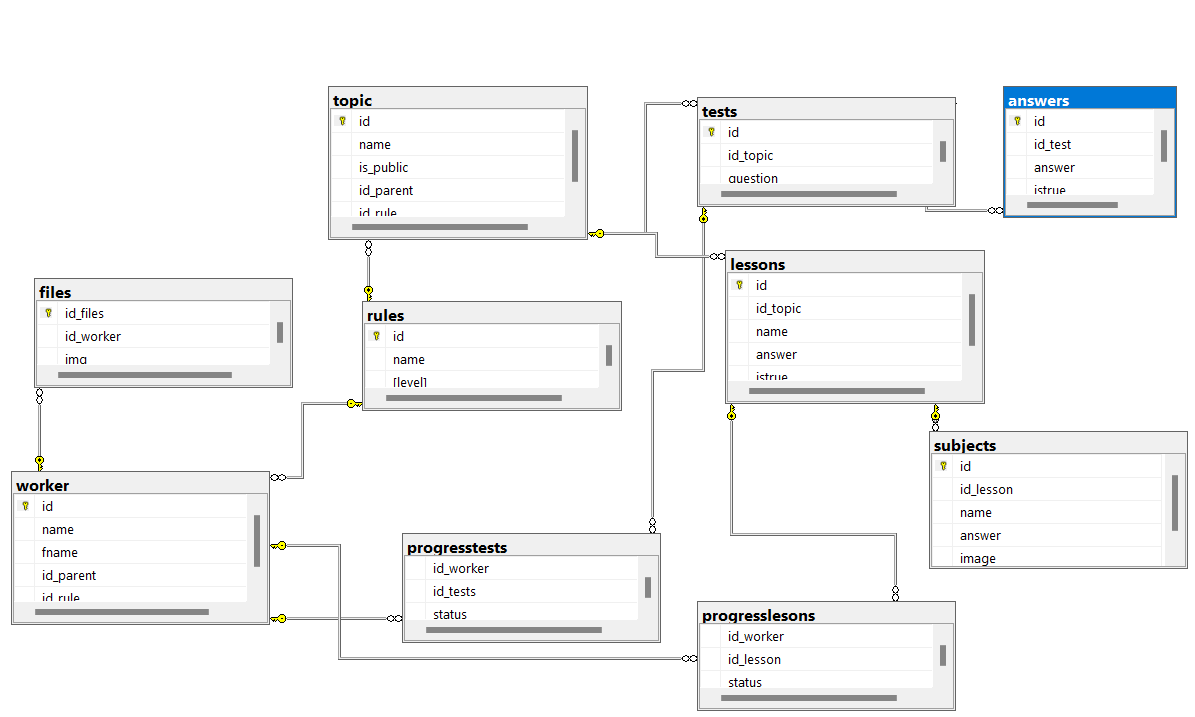 topic
id
name
is_public
id_parent
id_rule
tests
id
id_topic
question
answers
id
id_test
answer
istrue
lessons
id
id_topic
name
answer
istrue
files
id_files
id_worker
img
rules
id
name
[level]
subjects
id
id_lesson
name
answer
image
worker
id
name
fname
id_parent
id_rule
progresstests
id_worker
id_tests
status
progresslesons
id_worker
id_lesson
status